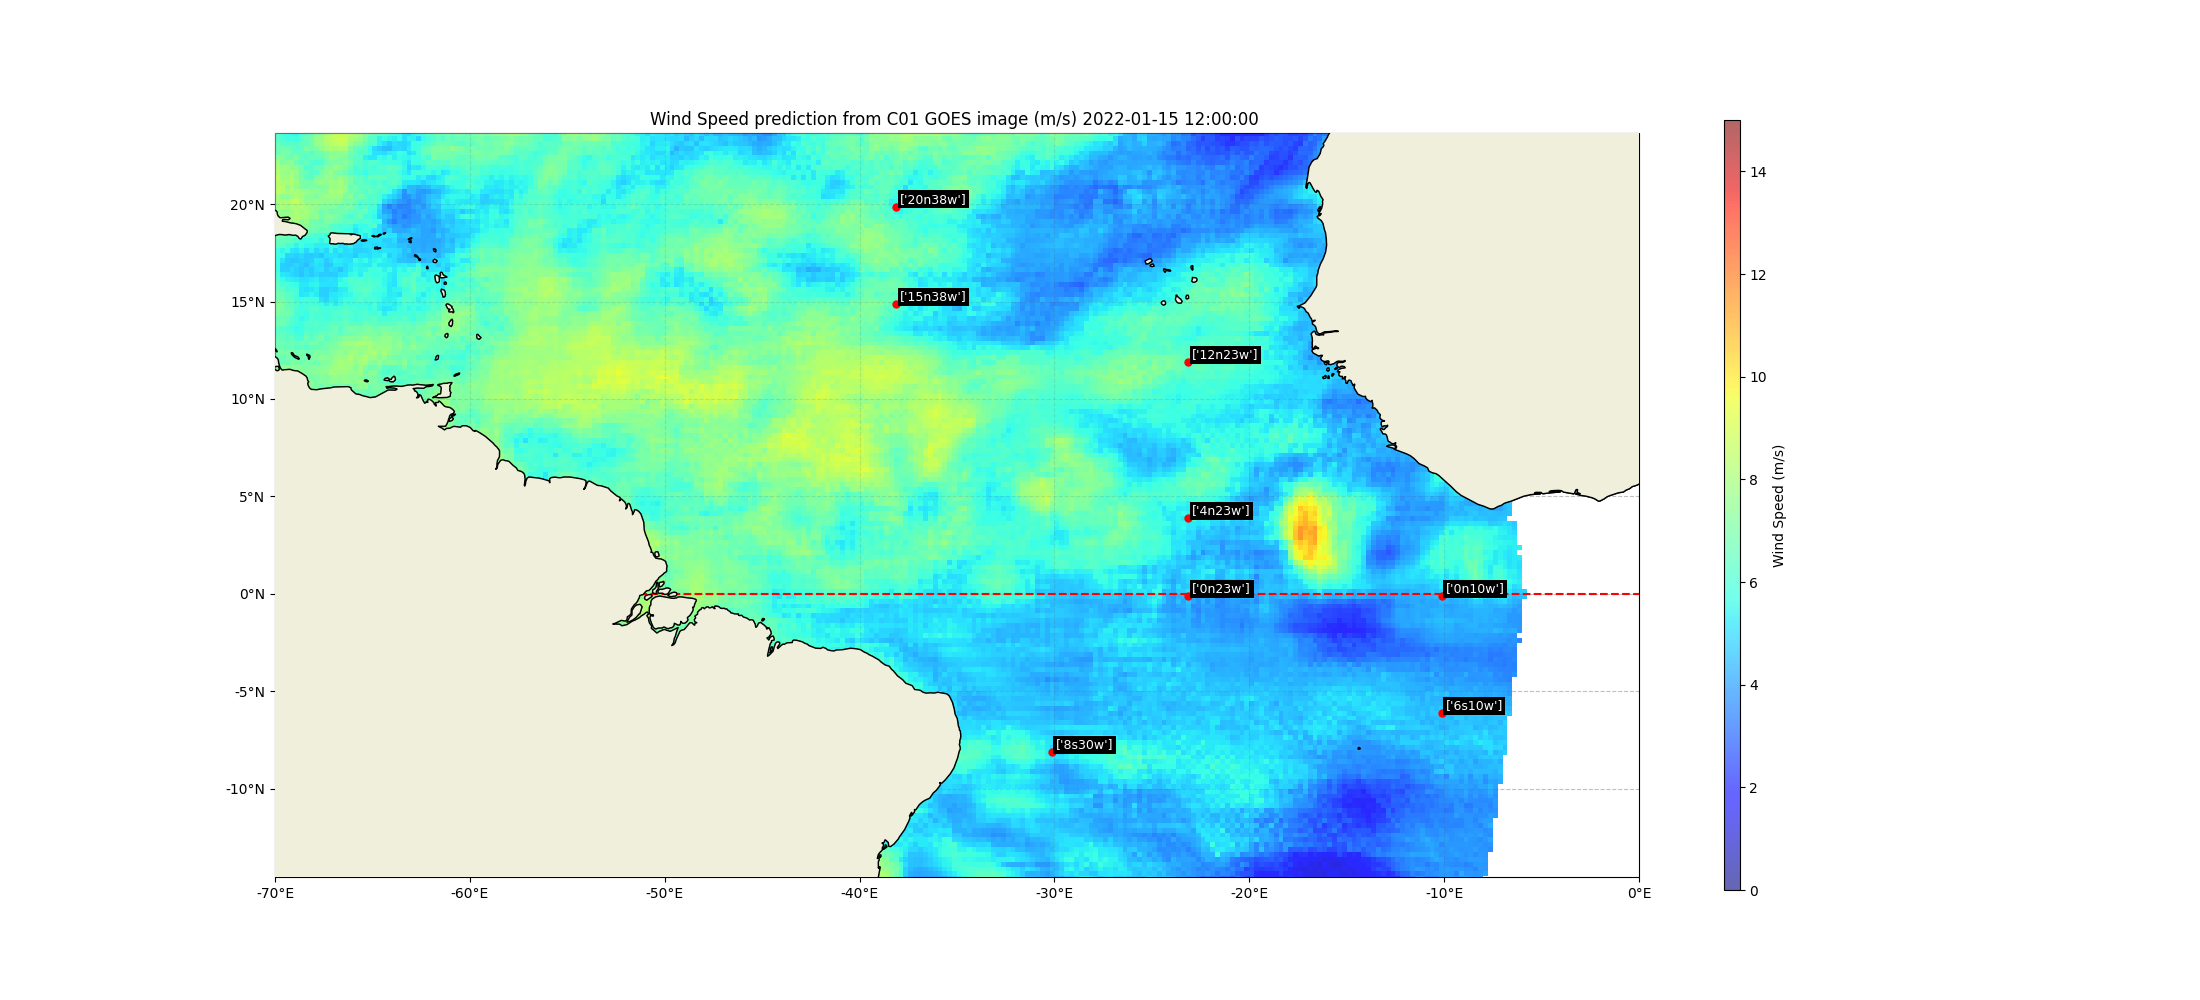 Wind Speed prediction from C01 GOES image (m/s) 2022-01-15 12:00:00
20°N
15°N
10°N
5°N
0°N
-5°N
-10°N
-70°E
-60°E
-50°E
-40°E
-30°E
-20°E
-10°E
0°E
['20n38w']
['15n38w']
['12n23w']
['4n23w']
['0n23w']
['0n10w']
['6s10w']
['8s30w']
14
12
10
8
6
4
2
0
Wind Speed (m/s)